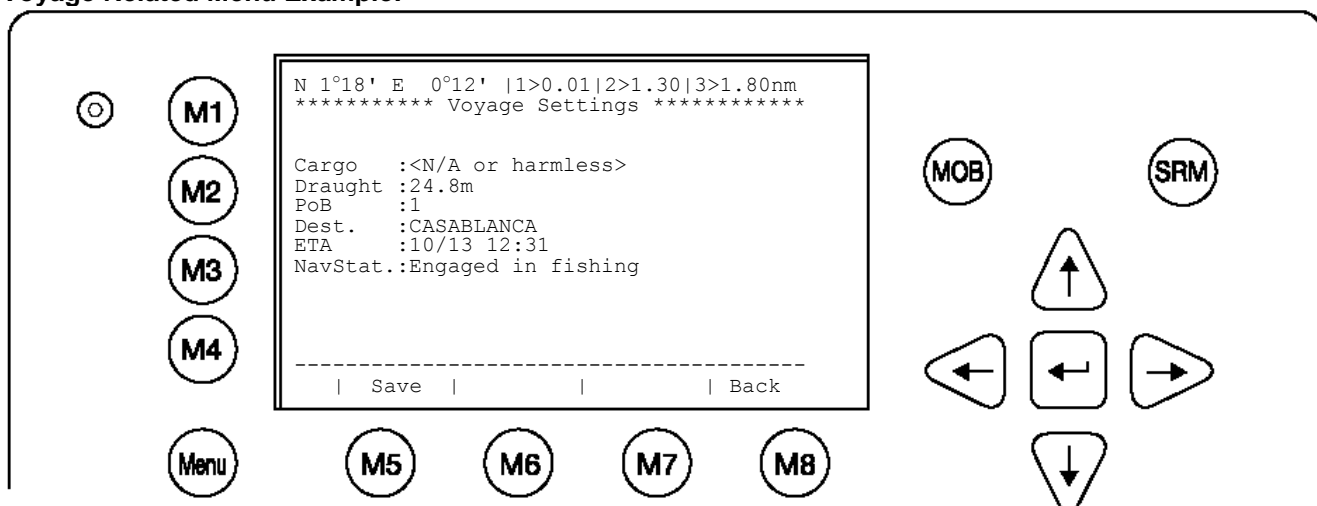 Voyage Related Menu Example:
N 1°18' E  0°12' |1>0.01|2>1.30|3>1.80nm
*********** Voyage Settings ************
Cargo   :<N/A or harmless>
Draught :24.8m
PoB     :1
Dest.   :CASABLANCA
ETA     :10/13 12:31
NavStat.:Engaged in fishing
----------------------------------------
| Save | | | Back
M1
M2
M3
M4
Menu
M5
M6
M7
M8
MOB
SRM